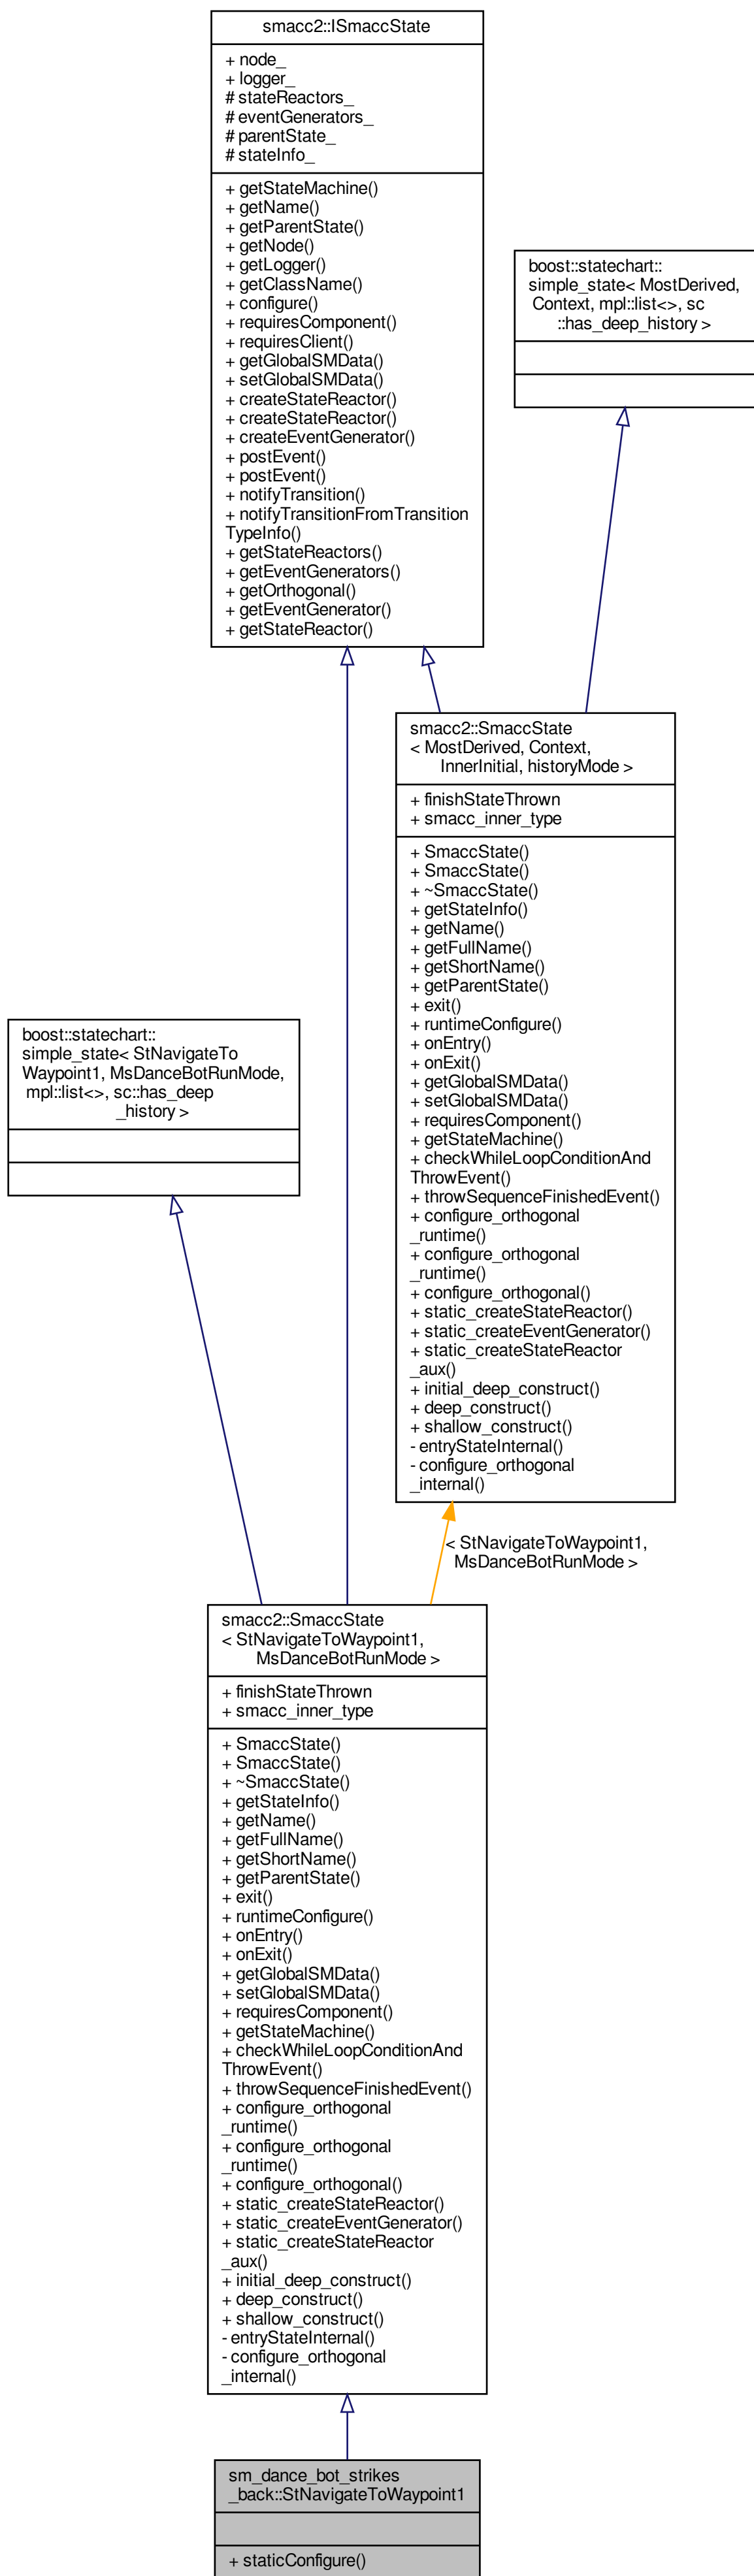 smacc2::ISmaccState
+ node_
+ logger_
# stateReactors_
# eventGenerators_
# parentState_
# stateInfo_
+ getStateMachine()
+ getName()
+ getParentState()
+ getNode()
+ getLogger()
+ getClassName()
+ configure()
+ requiresComponent()
+ requiresClient()
+ getGlobalSMData()
+ setGlobalSMData()
+ createStateReactor()
+ createStateReactor()
+ createEventGenerator()
+ postEvent()
+ postEvent()
+ notifyTransition()
+ notifyTransitionFromTransition
TypeInfo()
+ getStateReactors()
+ getEventGenerators()
+ getOrthogonal()
+ getEventGenerator()
+ getStateReactor()
boost::statechart::
simple_state< MostDerived,
Context, mpl::list<>, sc
::has_deep_history >
smacc2::SmaccState
< MostDerived, Context,
InnerInitial, historyMode >
+ finishStateThrown
+ smacc_inner_type
+ SmaccState()
+ SmaccState()
+ ~SmaccState()
+ getStateInfo()
+ getName()
+ getFullName()
+ getShortName()
+ getParentState()
+ exit()
+ runtimeConfigure()
+ onEntry()
+ onExit()
+ getGlobalSMData()
+ setGlobalSMData()
+ requiresComponent()
+ getStateMachine()
+ checkWhileLoopConditionAnd
ThrowEvent()
+ throwSequenceFinishedEvent()
+ configure_orthogonal
_runtime()
+ configure_orthogonal
_runtime()
+ configure_orthogonal()
+ static_createStateReactor()
+ static_createEventGenerator()
+ static_createStateReactor
_aux()
+ initial_deep_construct()
+ deep_construct()
+ shallow_construct()
- entryStateInternal()
- configure_orthogonal
_internal()
boost::statechart::
simple_state< StNavigateTo
Waypoint1, MsDanceBotRunMode,
mpl::list<>, sc::has_deep
_history >
< StNavigateToWaypoint1,
MsDanceBotRunMode >
smacc2::SmaccState
< StNavigateToWaypoint1,
MsDanceBotRunMode >
+ finishStateThrown
+ smacc_inner_type
+ SmaccState()
+ SmaccState()
+ ~SmaccState()
+ getStateInfo()
+ getName()
+ getFullName()
+ getShortName()
+ getParentState()
+ exit()
+ runtimeConfigure()
+ onEntry()
+ onExit()
+ getGlobalSMData()
+ setGlobalSMData()
+ requiresComponent()
+ getStateMachine()
+ checkWhileLoopConditionAnd
ThrowEvent()
+ throwSequenceFinishedEvent()
+ configure_orthogonal
_runtime()
+ configure_orthogonal
_runtime()
+ configure_orthogonal()
+ static_createStateReactor()
+ static_createEventGenerator()
+ static_createStateReactor
_aux()
+ initial_deep_construct()
+ deep_construct()
+ shallow_construct()
- entryStateInternal()
- configure_orthogonal
_internal()
sm_dance_bot_strikes
_back::StNavigateToWaypoint1
+ staticConfigure()